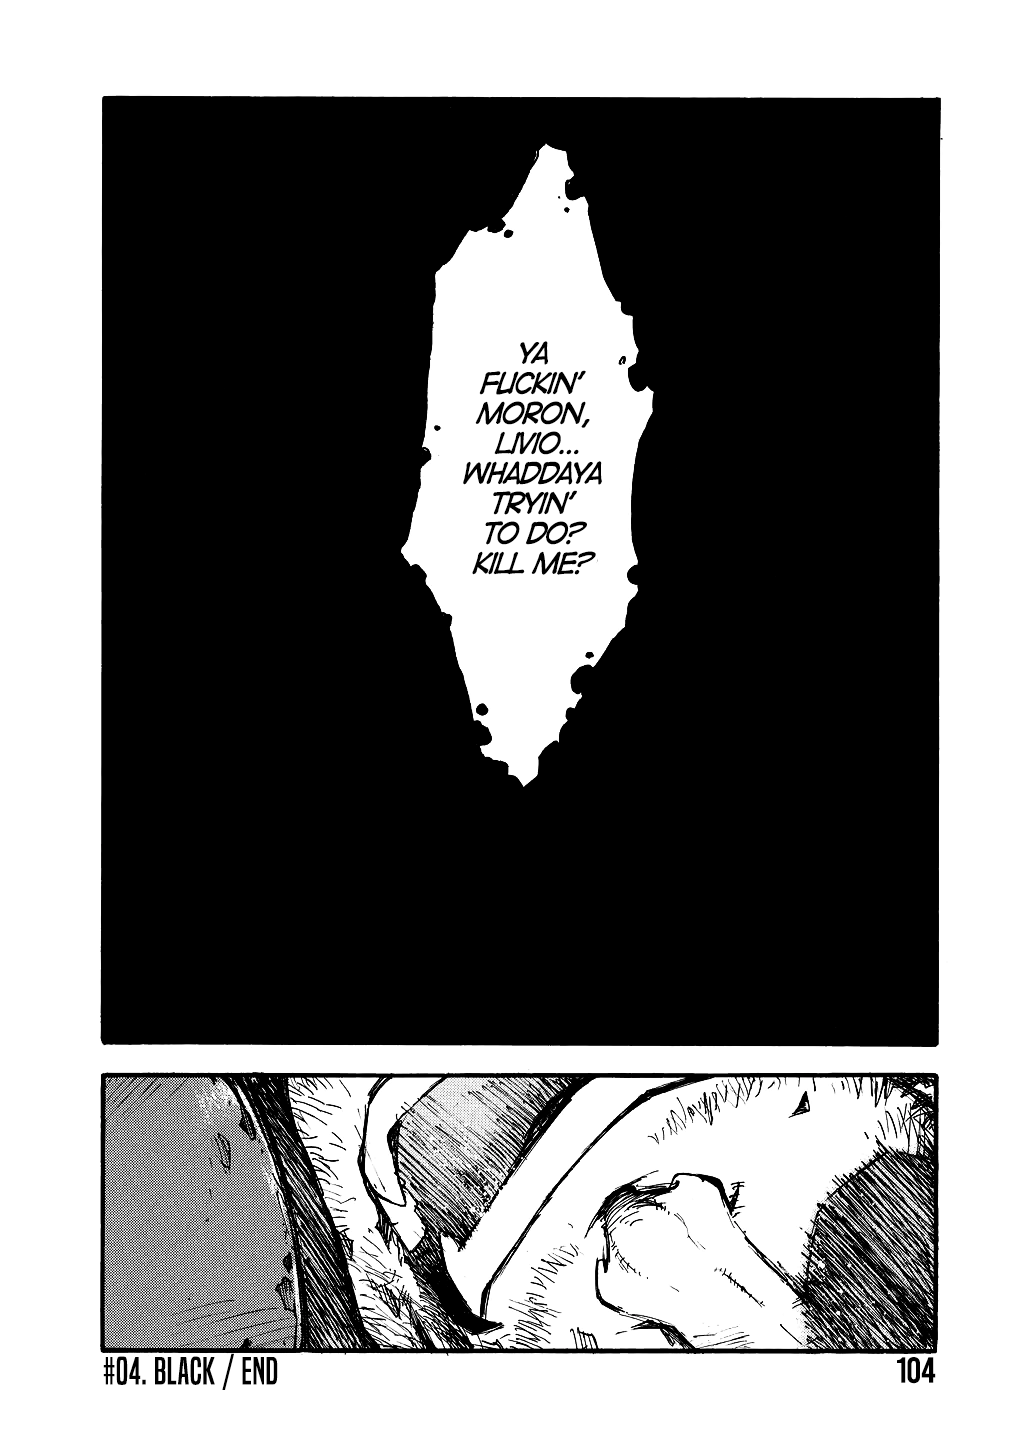 YA
FUCKIN'
MORON,
LIVIO...
WHADDAYA
TRYIN'
TO DO?
KILL ME?
#04. BLACK / END
104